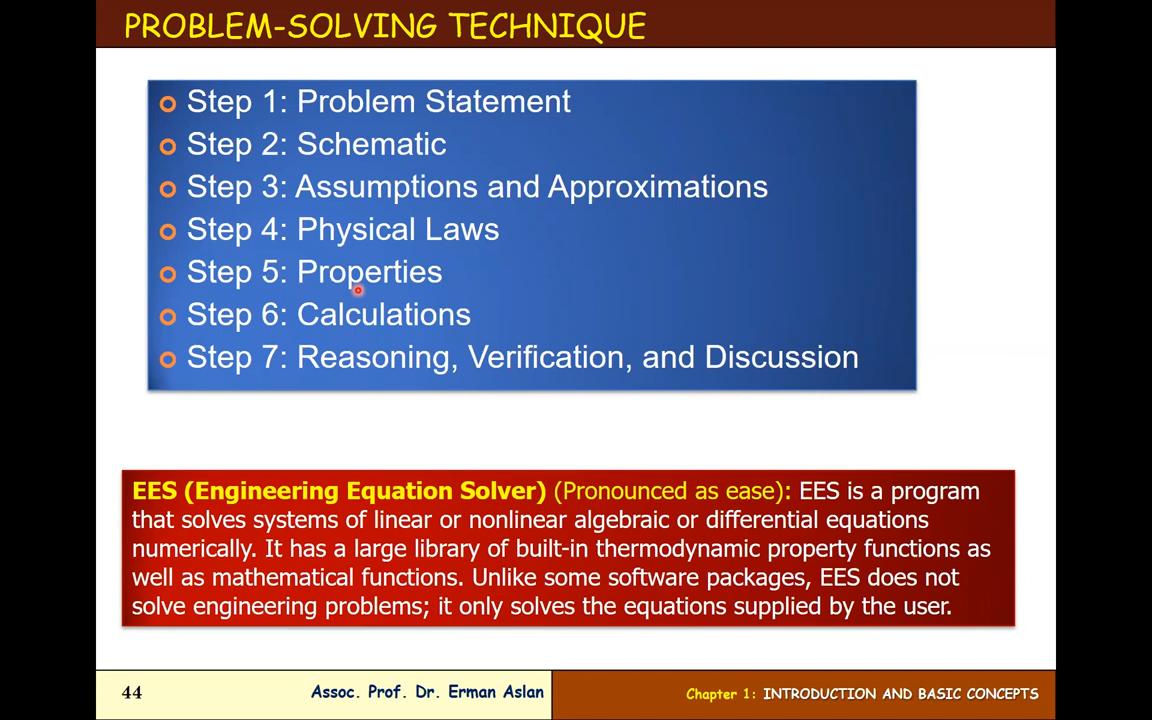 PROBLEM-SOLVING TECHNIQUE
Step 1: Problem Statement
Step 2: Schematic
Step 3: Assumptions and Approximations
Step 4: Physical Laws
Step 5: Properties
Step 6: Calculations
Step 7: Reasoning, Verification, and Discussion
EES (Engineering Equation Solver) (Pronounced as ease): EES is a program
that solves systems of linear or nonlinear algebraic or differential equations
numerically. It has a large library of built-in thermodynamic property functions as
well as mathematical functions. Unlike some software packages, EES does not
solve engineering problems; it only solves the equations supplied by the user.
44 Assoc. Prof. Dr. Erman Aslan Chapter 1: INTRODUCTION AND BASIC CONCEPTS